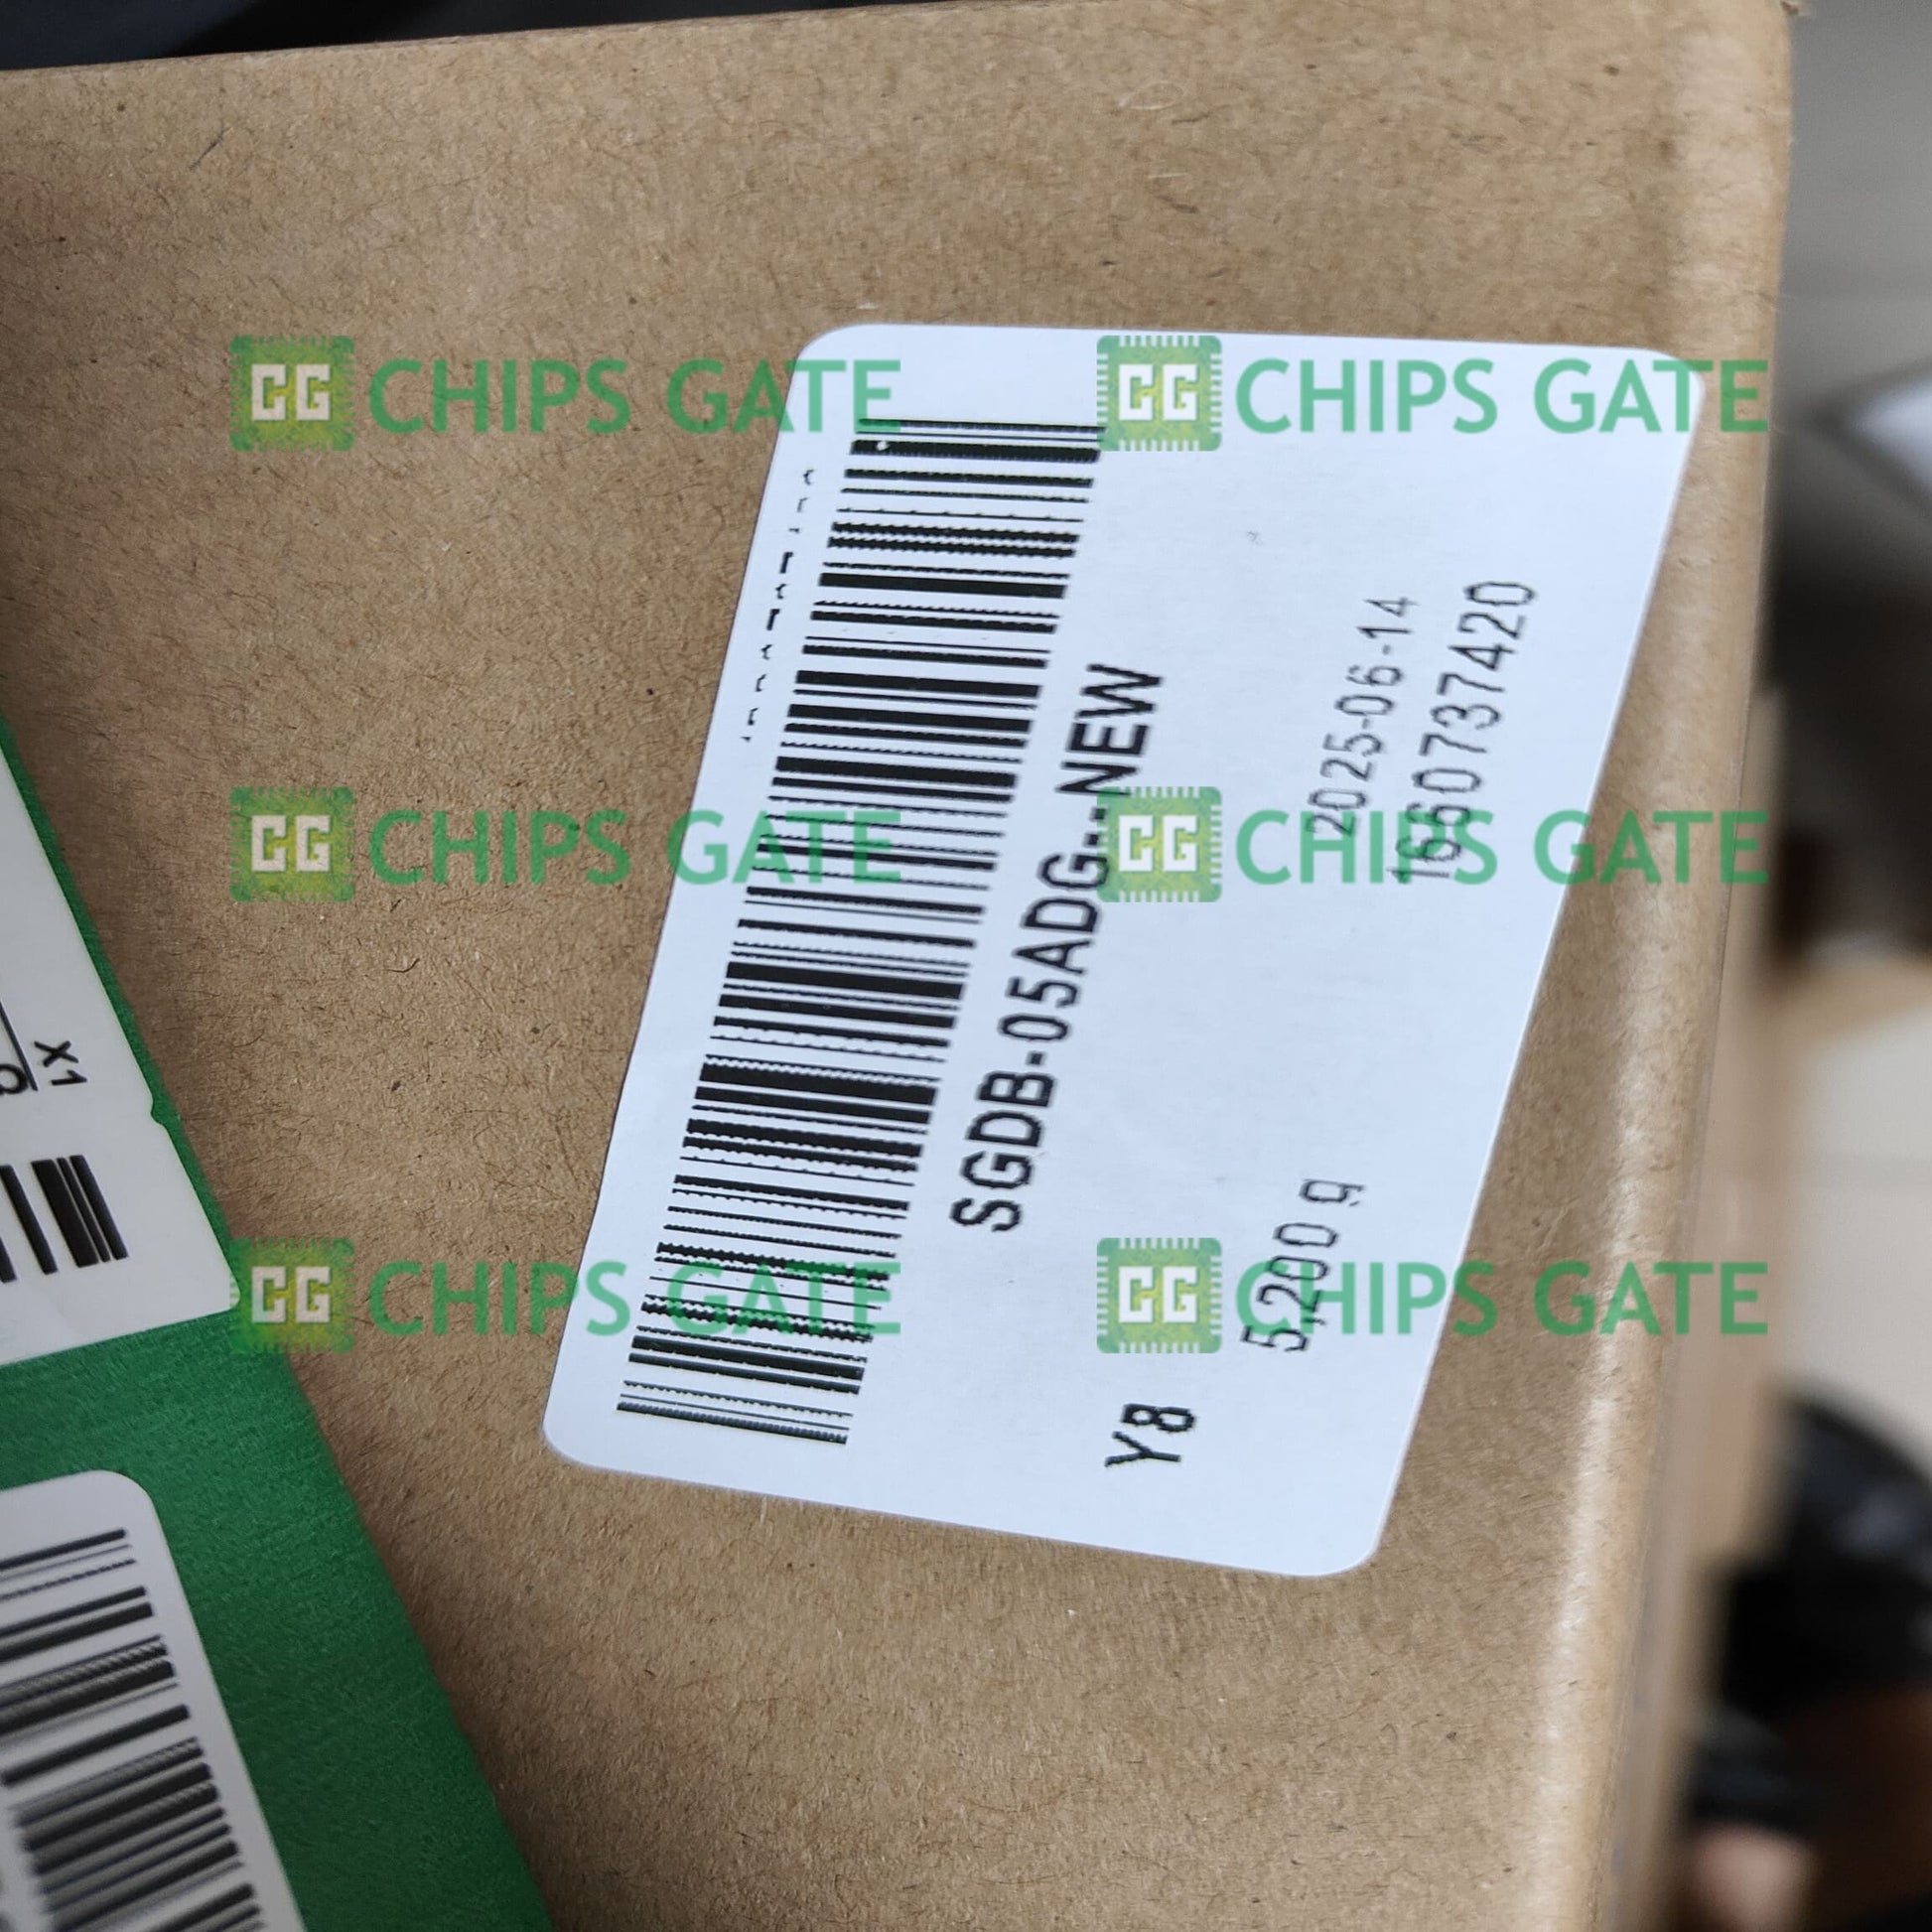 SGDB-05ADG--NEW
2025-06-14
1660737420
Y8
5,200 g
X1
CG CHIPS GATE
CG CHIPS GATE
CG CHIPS GATE
CG CHIPS GATE
CG CHIPS GATE
CG CHIPS GATE